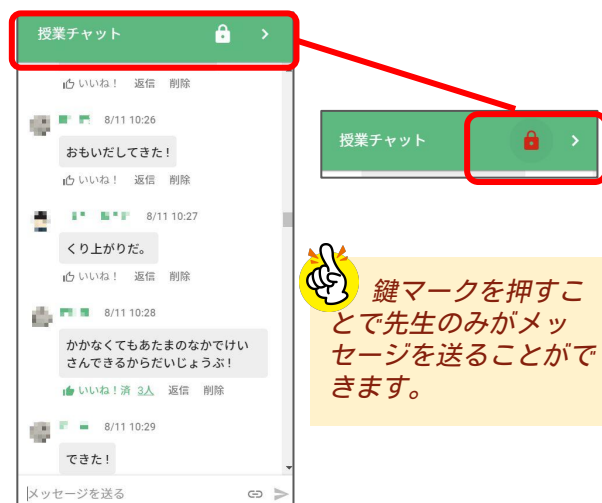 授業チャット
いいね！ 返信 削除
8/11 10:26
おもいだしてきた！
いいね！ 返信 削除
8/11 10:27
くり上がりだ。
いいね！ 返信 削除
8/11 10:28
かかなくてもあたまのなかでけい
さんできるからだいじょうぶ！
いいね！済 3人 返信 削除
8/11 10:29
できた！
メッセージを送る
授業チャット
鍵マークを押すこ
とで先生のみがメッ
セージを送ることがで
きます。